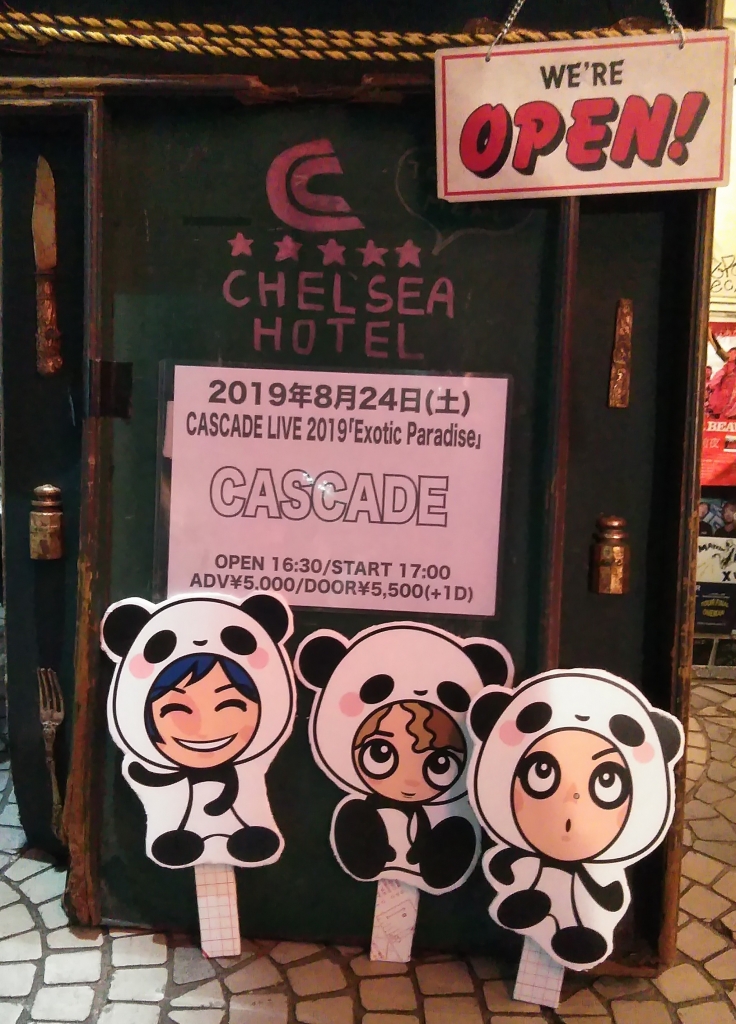 WE'RE
OPEN!
CHELSEA
HOTEL
2019年8月24日(土)
CASCADE LIVE 2019「Exotic Paradise」
CASCADE
OPEN 16:30/START 17:00
ADV¥5.000/DOOR¥5,500(+1D)